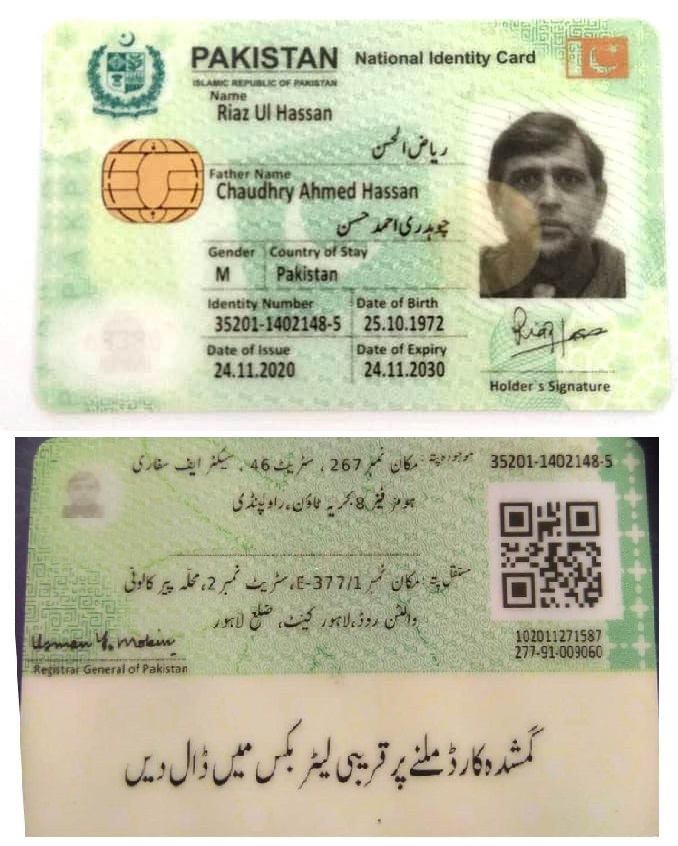 PAKISTAN National Identity Card
ISLAMIC REPUBLIC OF PAKISTAN
Name
Riaz Ul Hassan
ریاض الحسن
Father Name
Chaudhry Ahmed Hassan
چوہدری احمد حسن
Gender Country of Stay
M Pakistan
Identity Number Date of Birth
35201-1402148-5 25.10.1972
Date of Issue Date of Expiry
24.11.2020 24.11.2030
Holder's Signature
موجودہ پتہ: مکان نمبر 267، سٹریٹ 46، سیکٹر ایف سفاری 35201-1402148-5
ہومز فیز 8 بحریہ ٹاؤن، راولپنڈی
مستقل پتہ: مکان نمبر E-377/1، سٹریٹ نمبر 2، محلہ پیر کالونی
والٹن روڈ، لاہور کینٹ، ضلع لاہور
102011271587
277-91-009060
Usman Y. Mobin
Registrar General of Pakistan
گمشدہ کارڈ ملنے پر قریبی لیٹر بکس میں ڈال دیں